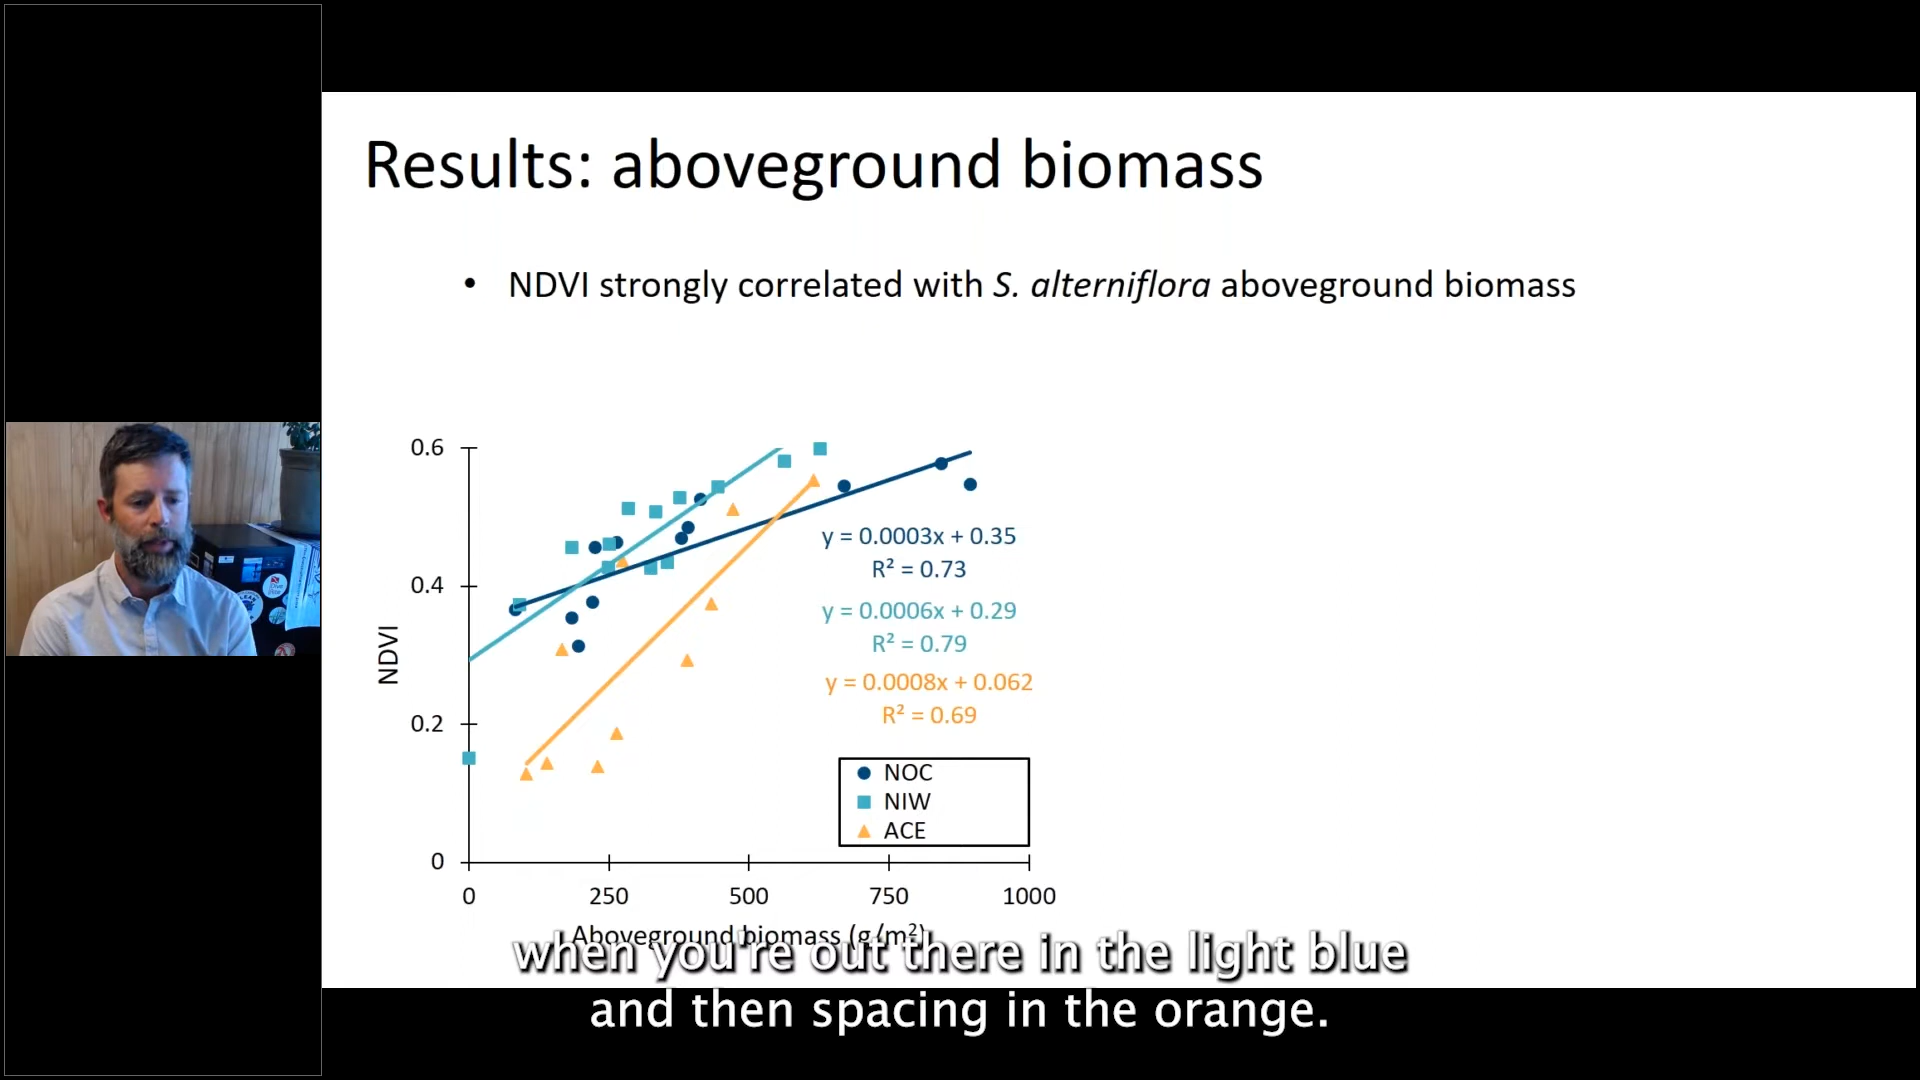 Results: aboveground biomass
• NDVI strongly correlated with S. alterniflora aboveground biomass
0.6
0.4
0.2
0
NDVI
0 250 500 750 1000
Aboveground biomass (g/m²)
y = 0.0003x + 0.35
R² = 0.73
y = 0.0006x + 0.29
R² = 0.79
y = 0.0008x + 0.062
R² = 0.69
NOC
NIW
ACE
when you're out there in the light blue
and then spacing in the orange.